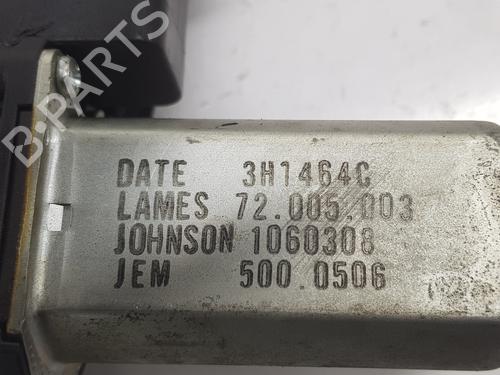 DATE 3H1464C
LAMES 72.005.003
JOHNSON 1060308
JEM 500.0506
B-PARTS